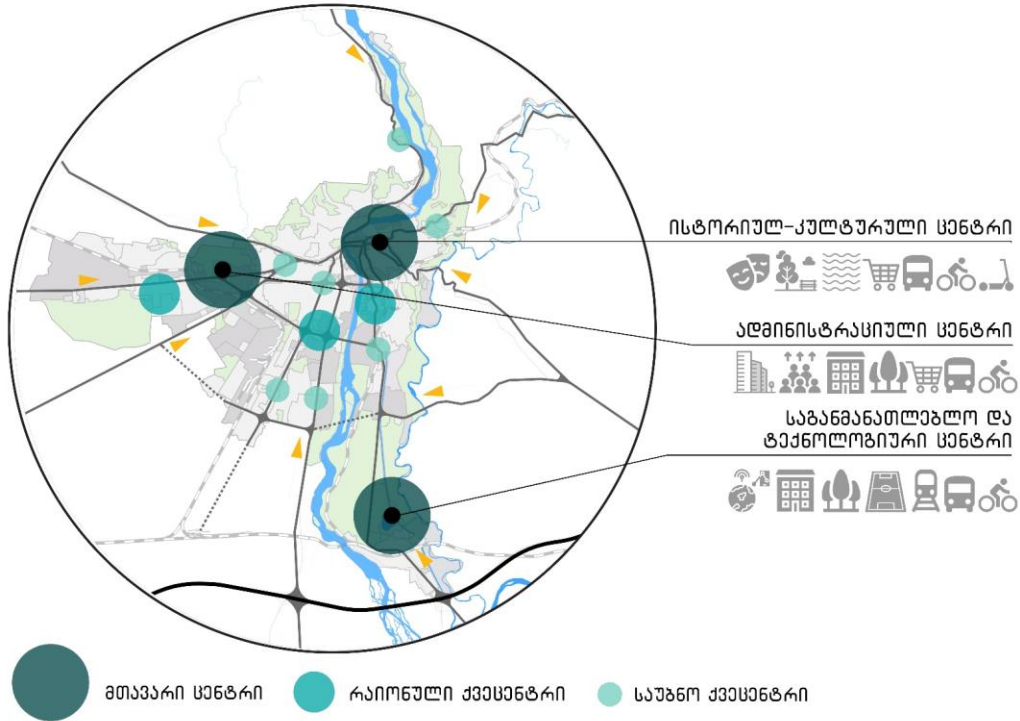 ისტორიულ-კულტურული ცენტრი
ადმინისტრაციული ცენტრი
საგანმანათლებლო და
ტექნოლოგიური ცენტრი
მთავარი ცენტრი
რაიონული ქვეცენტრი
საუბნო ქვეცენტრი